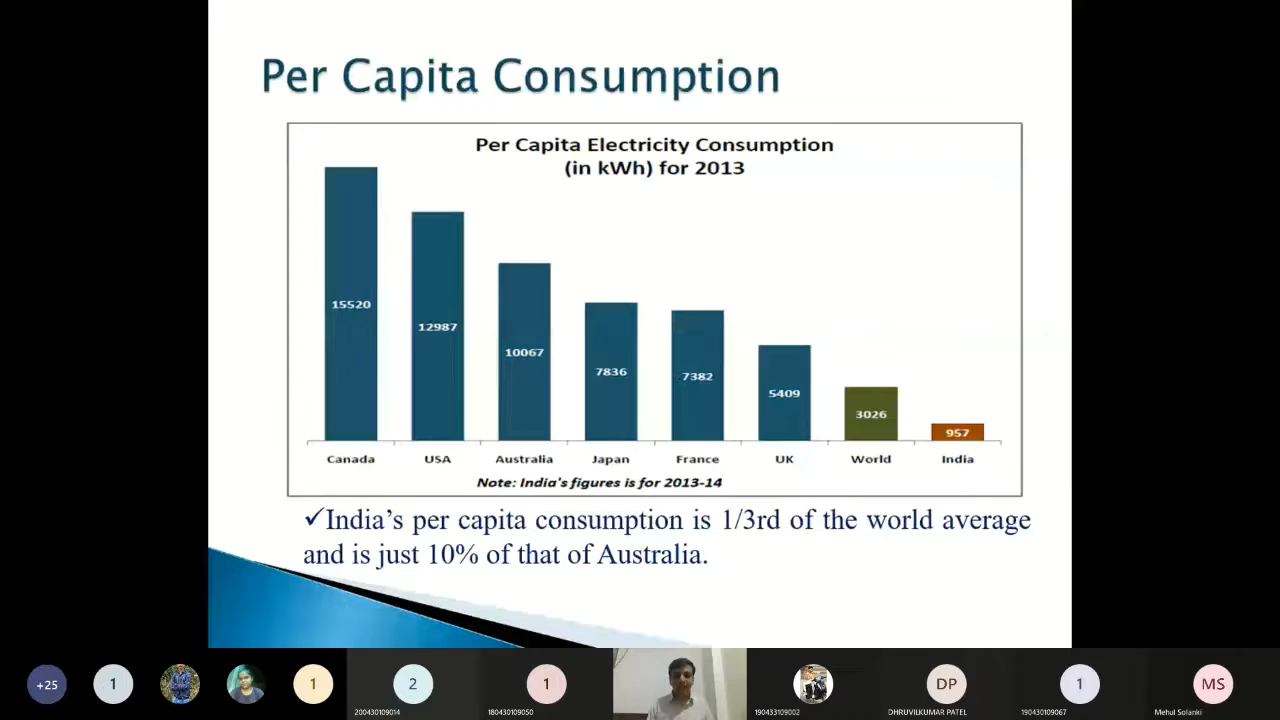 Per Capita Consumption
Per Capita Electricity Consumption
(in kWh) for 2013
15520
12987
10067
7836
7382
5409
3026
957
Canada USA Australia Japan France UK World India
Note: India's figures is for 2013-14
✓India’s per capita consumption is 1/3rd of the world average
and is just 10% of that of Australia.
+25 1 1 2 1 DP 1 MS
200430109014 180430109050 190433109002 DHRUVILKUMAR PATEL 190430109067 Mehul Solanki